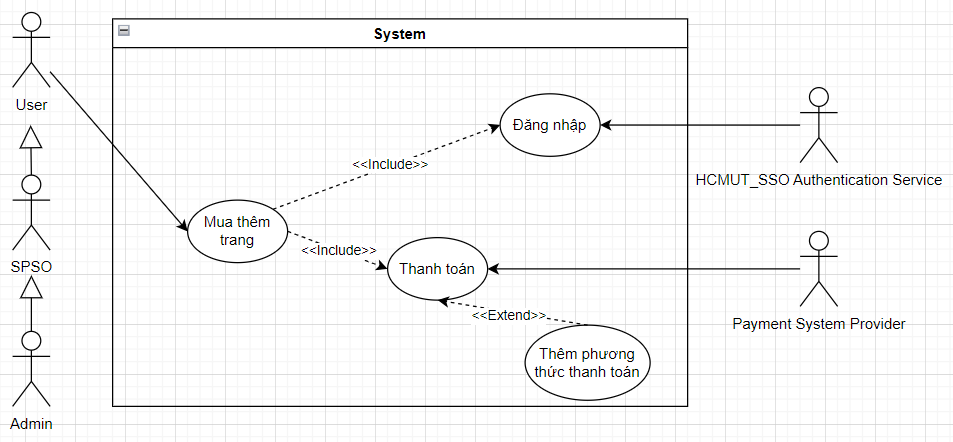 System
User
Đăng nhập
<<Include>>
HCMUT_SSO Authentication Service
Mua thêm
trang
<<Include>>
SPSO
Thanh toán
<<Extend>>
Payment System Provider
Thêm phương
thức thanh toán
Admin